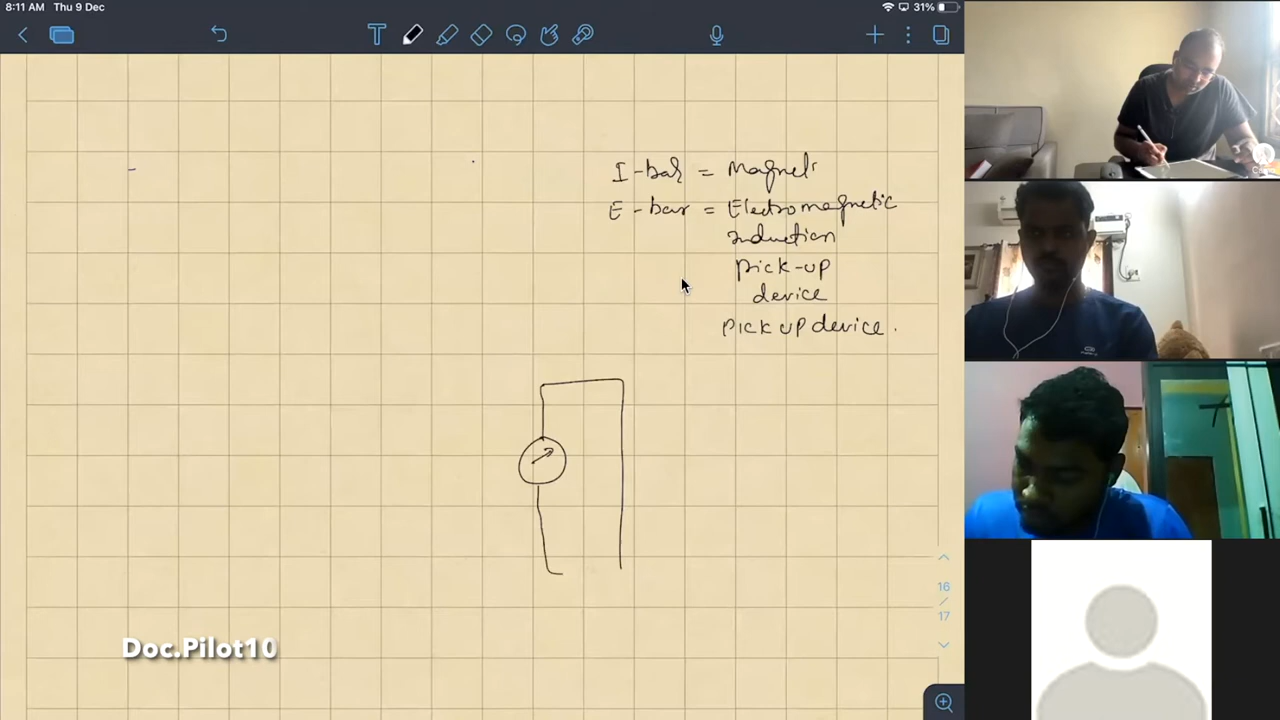 8:11 AM Thu 9 Dec
31%
T
I-bar = Magnet
E-bar = Electromagnetic
induction
pick-up
device
pick up device.
16
17
Doc.Pilot10